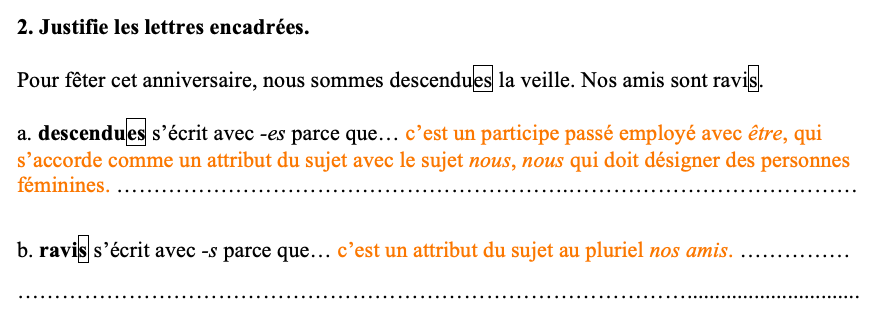 2. Justifie les lettres encadrées.
Pour fêter cet anniversaire, nous sommes descendues la veille. Nos amis sont ravis.
a. descendues s’écrit avec -es parce que… c’est un participe passé employé avec être, qui
s’accorde comme un attribut du sujet avec le sujet nous, nous qui doit désigner des personnes
féminines. ……………………………………………………………………………………
b. ravis s’écrit avec -s parce que… c’est un attribut du sujet au pluriel nos amis. ……………
……………………………………………………………………………………………